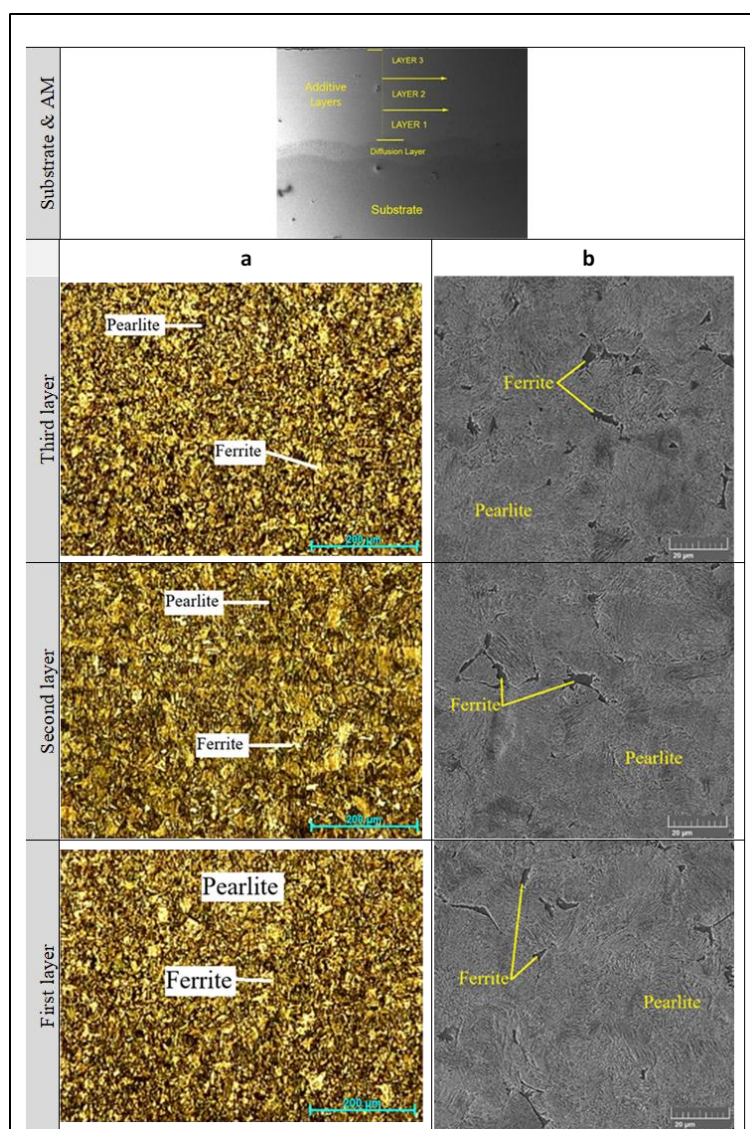 Substrate & AM
LAYER 3
Additive
Layers
LAYER 2
LAYER 1
Diffusion Layer
Substrate
a
b
Third layer
Pearlite
Ferrite
200 µm
Ferrite
Pearlite
20 µm
Second layer
Pearlite
Ferrite
200 µm
Ferrite
Pearlite
20 µm
First layer
Pearlite
Ferrite
200 µm
Ferrite
Pearlite
20 µm